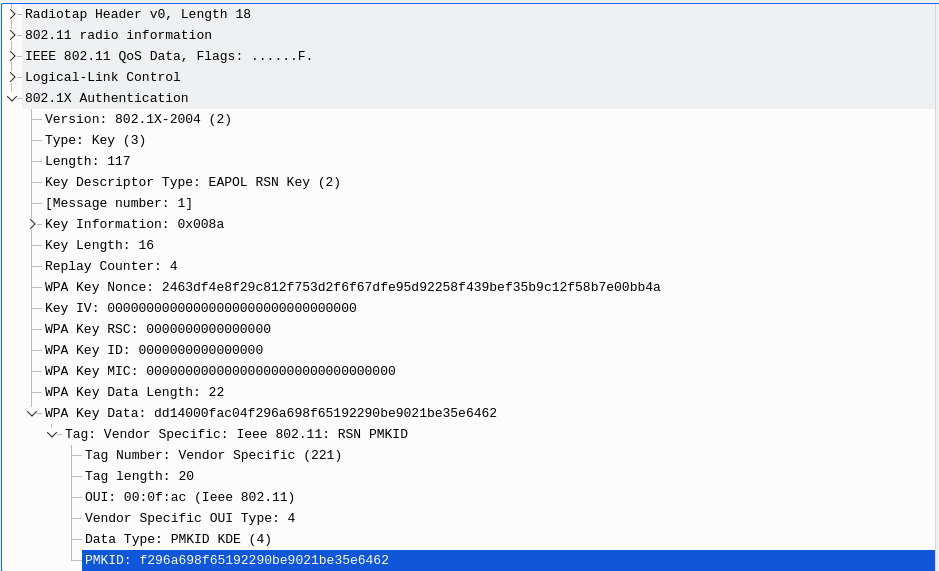 Radiotap Header v0, Length 18
802.11 radio information
IEEE 802.11 QoS Data, Flags: ......F.
Logical-Link Control
802.1X Authentication
Version: 802.1X-2004 (2)
Type: Key (3)
Length: 117
Key Descriptor Type: EAPOL RSN Key (2)
[Message number: 1]
Key Information: 0x008a
Key Length: 16
Replay Counter: 4
WPA Key Nonce: 2463df4e8f29c812f753d2f6f67dfe95d92258f439bef35b9c12f58b7e00bb4a
Key IV: 00000000000000000000000000000000
WPA Key RSC: 0000000000000000
WPA Key ID: 0000000000000000
WPA Key MIC: 00000000000000000000000000000000
WPA Key Data Length: 22
WPA Key Data: dd14000fac04f296a698f65192290be9021be35e6462
Tag: Vendor Specific: Ieee 802.11: RSN PMKID
Tag Number: Vendor Specific (221)
Tag length: 20
OUI: 00:0f:ac (Ieee 802.11)
Vendor Specific OUI Type: 4
Data Type: PMKID KDE (4)
PMKID: f296a698f65192290be9021be35e6462